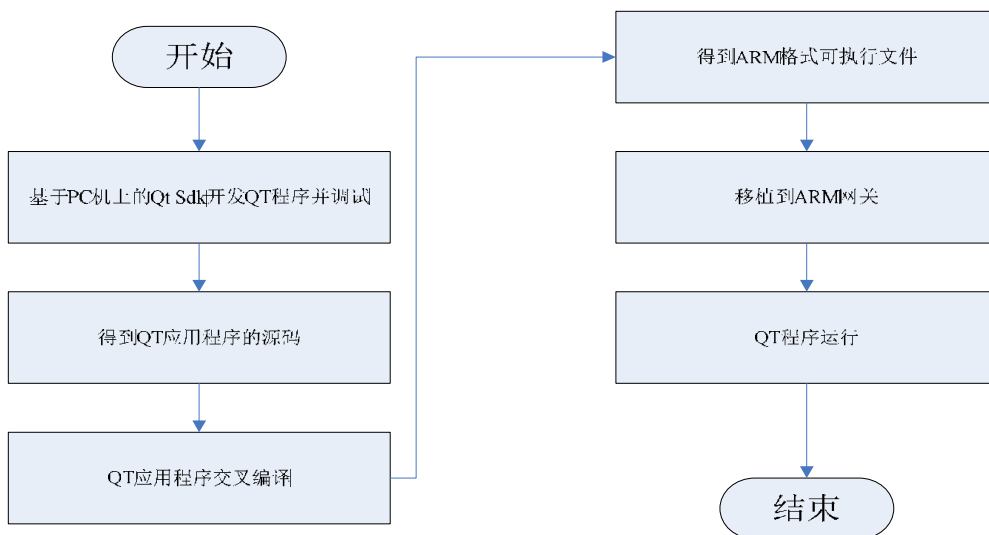 开始
基于PC机上的Qt Sdk开发QT程序并调试
得到QT应用程序的源码
QT应用程序交叉编译
得到ARM格式可执行文件
移植到ARM网关
QT程序运行
结束